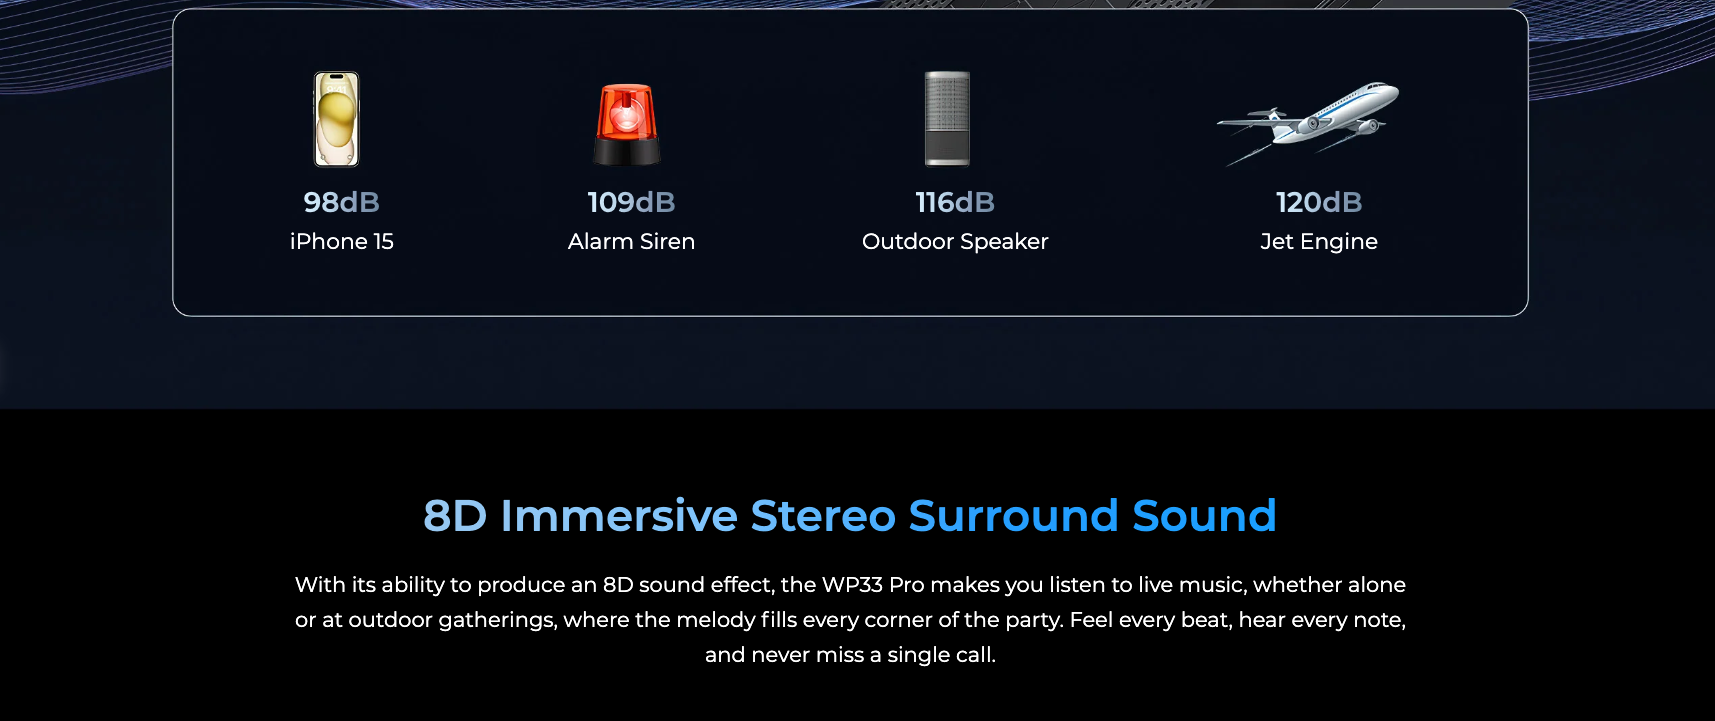 98dB
iPhone 15
109dB
Alarm Siren
116dB
Outdoor Speaker
120dB
Jet Engine
8D Immersive Stereo Surround Sound
With its ability to produce an 8D sound effect, the WP33 Pro makes you listen to live music, whether alone
or at outdoor gatherings, where the melody fills every corner of the party. Feel every beat, hear every note,
and never miss a single call.